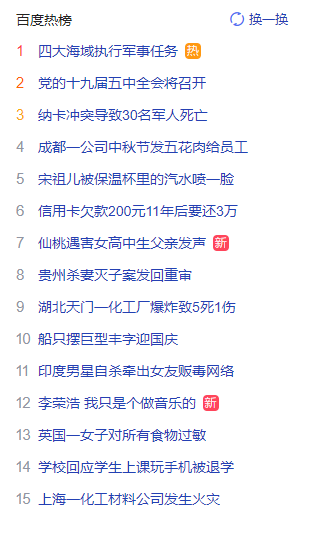 百度热榜 换一换
1 四大海域执行军事任务 热
2 党的十九届五中全会将召开
3 纳卡冲突导致30名军人死亡
4 成都一公司中秋节发五花肉给员工
5 宋祖儿被保温杯里的汽水喷一脸
6 信用卡欠款200元11年后要还3万
7 仙桃遇害女高中生父亲发声 新
8 贵州杀妻灭子案发回重审
9 湖北天门一化工厂爆炸致5死1伤
10 船只摆巨型丰字迎国庆
11 印度男星自杀牵出女友贩毒网络
12 李荣浩 我只是个做音乐的 新
13 英国一女子对所有食物过敏
14 学校回应学生上课玩手机被退学
15 上海一化工材料公司发生火灾